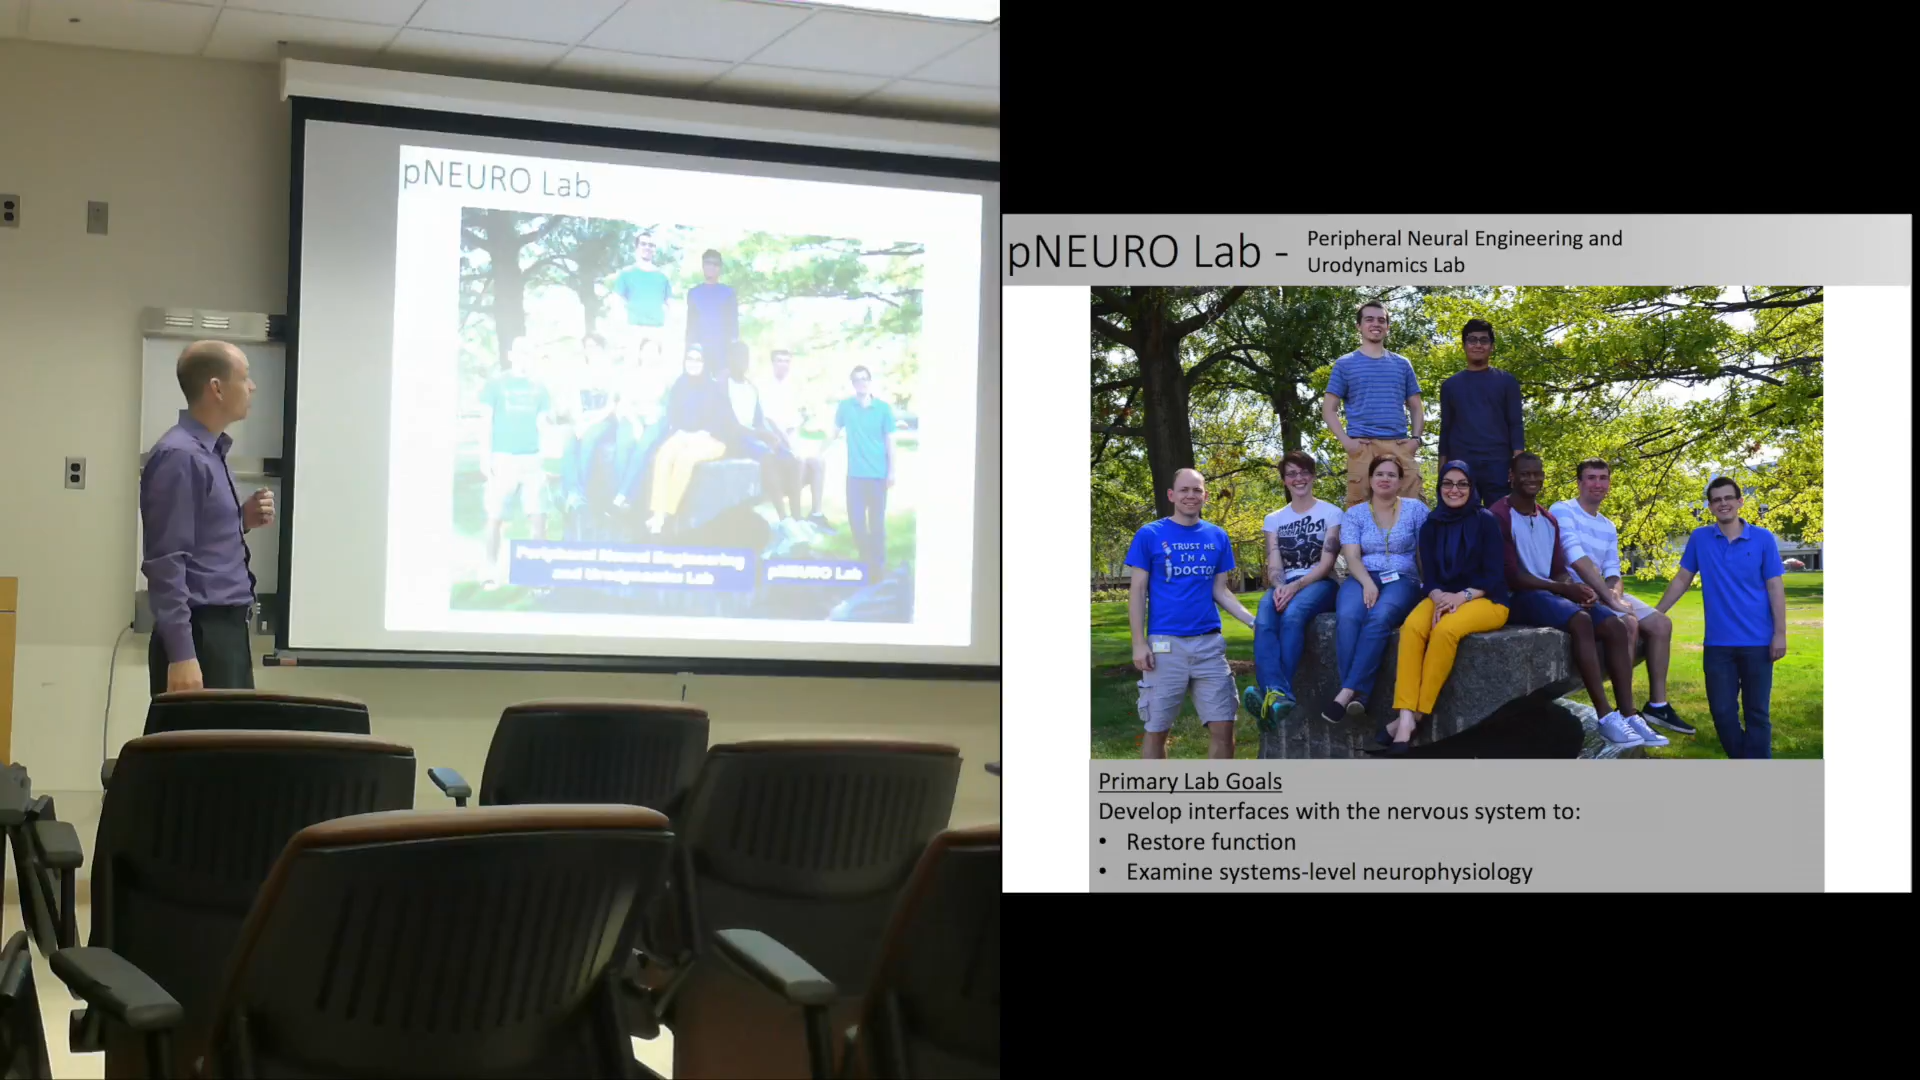 pNEURO Lab
Peripheral Neural Engineering
and Urodynamics Lab
pNEURO Lab
pNEURO Lab -
Peripheral Neural Engineering and
Urodynamics Lab
TRUST ME
I'M A
DOCTOR
Primary Lab Goals
Develop interfaces with the nervous system to:
• Restore function
• Examine systems-level neurophysiology